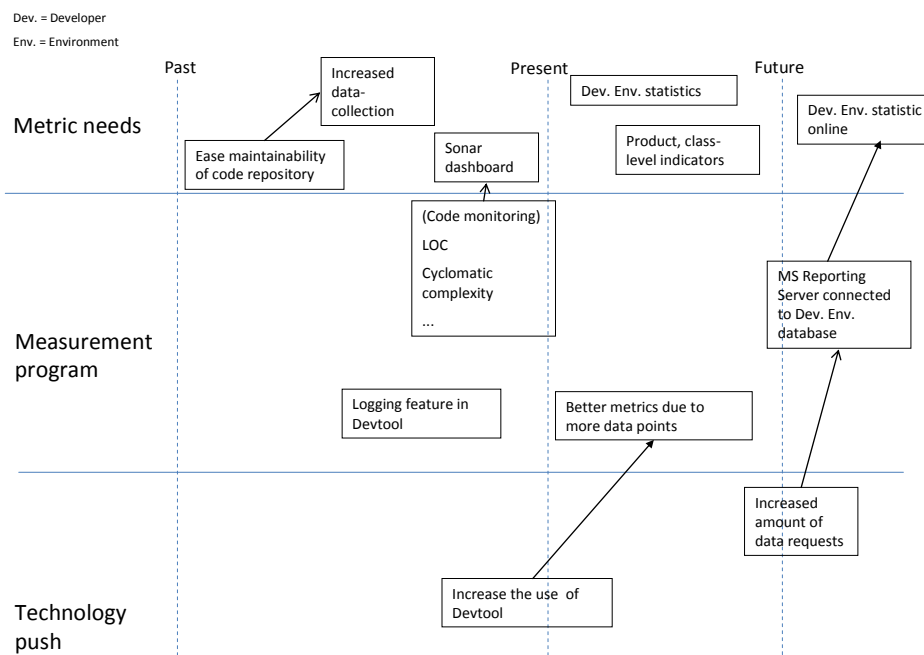 Dev. = Developer
Env. = Environment
Past
Present
Future
Metric needs
Increased
data-
collection
Ease maintainability
of code repository
Sonar
dashboard
Dev. Env. statistics
Product, class-
level indicators
Dev. Env. statistic
online
Measurement
program
(Code monitoring)
LOC
Cyclomatic
complexity
...
MS Reporting
Server connected
to Dev. Env.
database
Logging feature in
Devtool
Better metrics due to
more data points
Technology
push
Increase the use of
Devtool
Increased
amount of
data requests